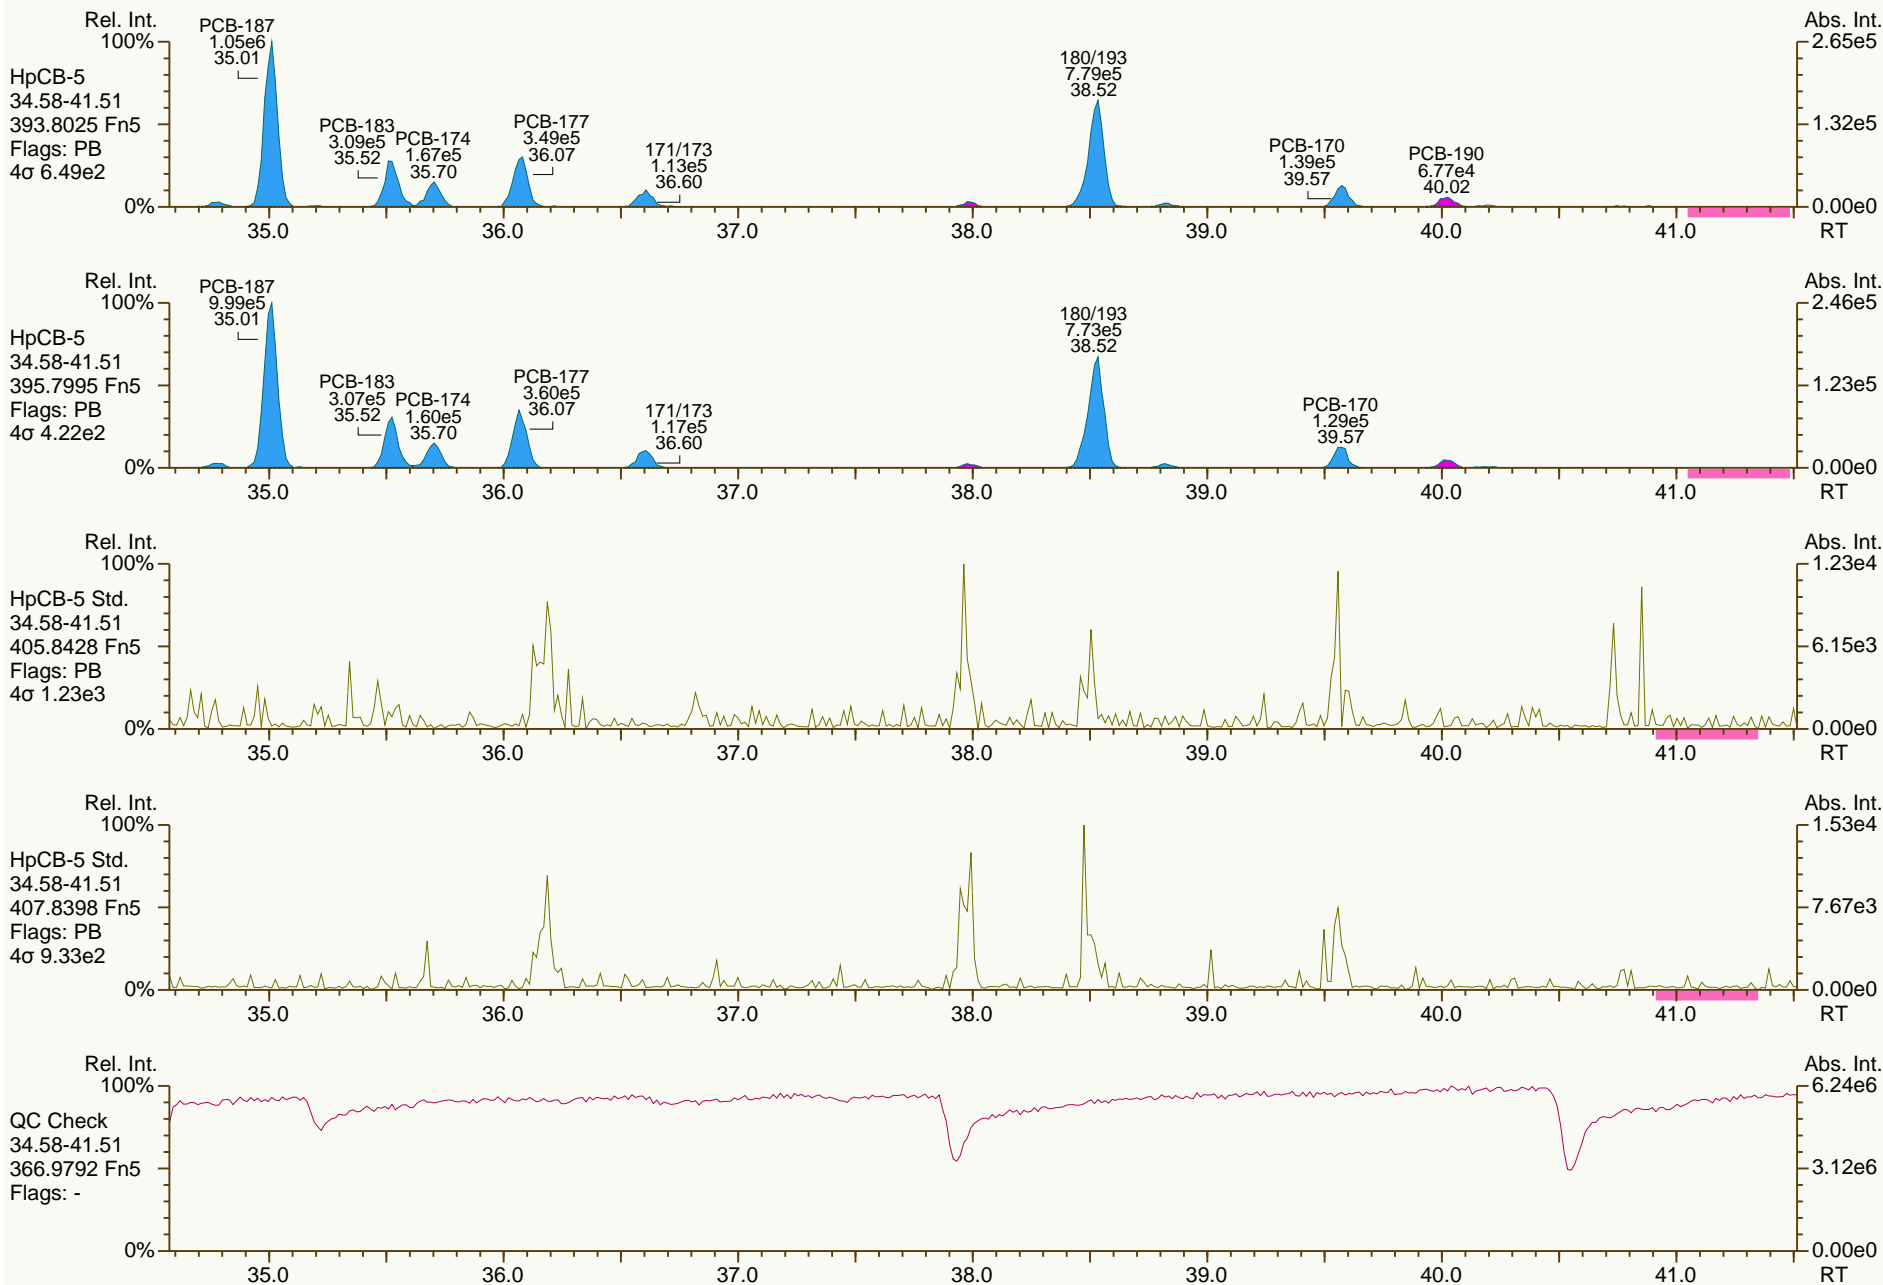 Rel. Int.
Abs. Int.
100%
50%
0%
2.65e5
1.32e5
0.00e0
HpCB-5
34.58-41.51
393.8025 Fn5
Flags: PB
4σ 6.49e2
PCB-187
1.05e6
35.01
PCB-183
3.09e5
35.52
PCB-174
1.67e5
35.70
PCB-177
3.49e5
36.07
171/173
1.13e5
36.60
180/193
7.79e5
38.52
PCB-170
1.39e5
39.57
PCB-190
6.77e4
40.02
35.0 36.0 37.0 38.0 39.0 40.0 41.0 RT
Rel. Int.
Abs. Int.
100%
50%
0%
2.46e5
1.23e5
0.00e0
HpCB-5
34.58-41.51
395.7995 Fn5
Flags: PB
4σ 4.22e2
PCB-187
9.99e5
35.01
PCB-183
3.07e5
35.52
PCB-174
1.60e5
35.70
PCB-177
3.60e5
36.07
171/173
1.17e5
36.60
180/193
7.73e5
38.52
PCB-170
1.29e5
39.57
35.0 36.0 37.0 38.0 39.0 40.0 41.0 RT
Rel. Int.
Abs. Int.
100%
50%
0%
1.23e4
6.15e3
0.00e0
HpCB-5 Std.
34.58-41.51
405.8428 Fn5
Flags: PB
4σ 1.23e3
35.0 36.0 37.0 38.0 39.0 40.0 41.0 RT
Rel. Int.
Abs. Int.
100%
50%
0%
1.53e4
7.67e3
0.00e0
HpCB-5 Std.
34.58-41.51
407.8398 Fn5
Flags: PB
4σ 9.33e2
35.0 36.0 37.0 38.0 39.0 40.0 41.0 RT
Rel. Int.
Abs. Int.
100%
50%
0%
6.24e6
3.12e6
0.00e0
QC Check
34.58-41.51
366.9792 Fn5
Flags: -
35.0 36.0 37.0 38.0 39.0 40.0 41.0 RT